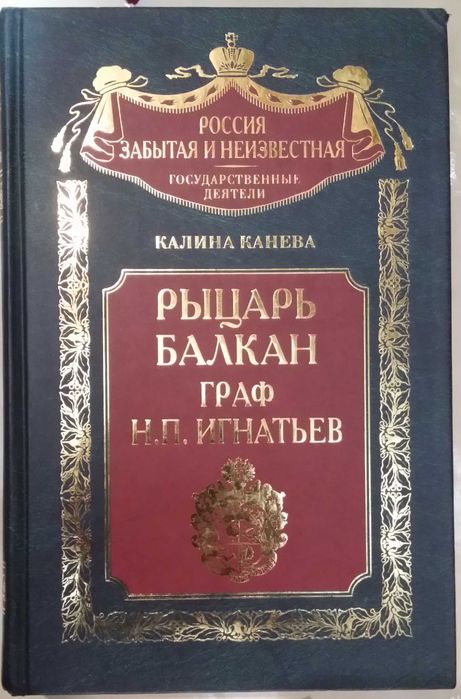 РОССИЯ
ЗАБЫТАЯ И НЕИЗВЕСТНАЯ
ГОСУДАРСТВЕННЫЕ
ДЕЯТЕЛИ
КАЛИНА КАНЕВА
РЫЦАРЬ
БАЛКАН
ГРАФ
Н.П. ИГНАТЬЕВ